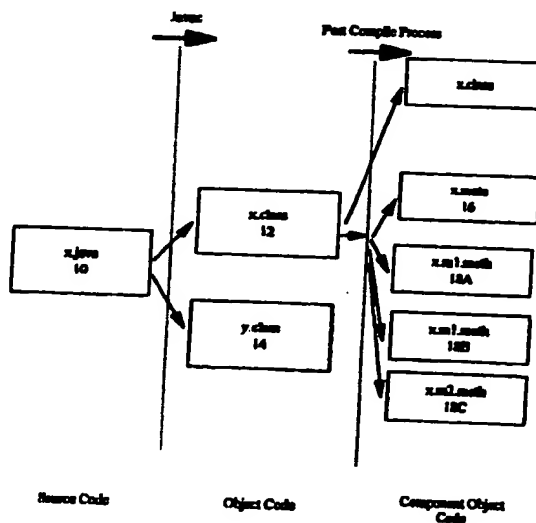 Javac
Post Compile Process
x.class
x.java
10
x.class
12
y.class
14
x.meta
16
x.m1.meth
18A
x.m1.meth
18B
x.m2.meth
18C
Source Code
Object Code
Component Object
Code